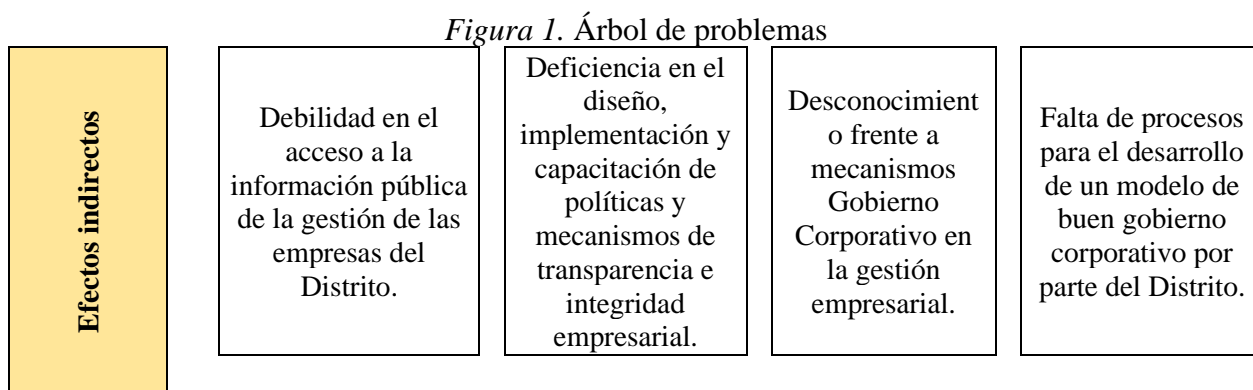 Figura 1. Árbol de problemas
Efectos indirectos
Debilidad en el
acceso a la
información pública
de la gestión de las
empresas del
Distrito.
Deficiencia en el
diseño,
implementación y
capacitación de
políticas y
mecanismos de
transparencia e
integridad
empresarial.
Desconocimient
o frente a
mecanismos
Gobierno
Corporativo en
la gestión
empresarial.
Falta de procesos
para el desarrollo
de un modelo de
buen gobierno
corporativo por
parte del Distrito.